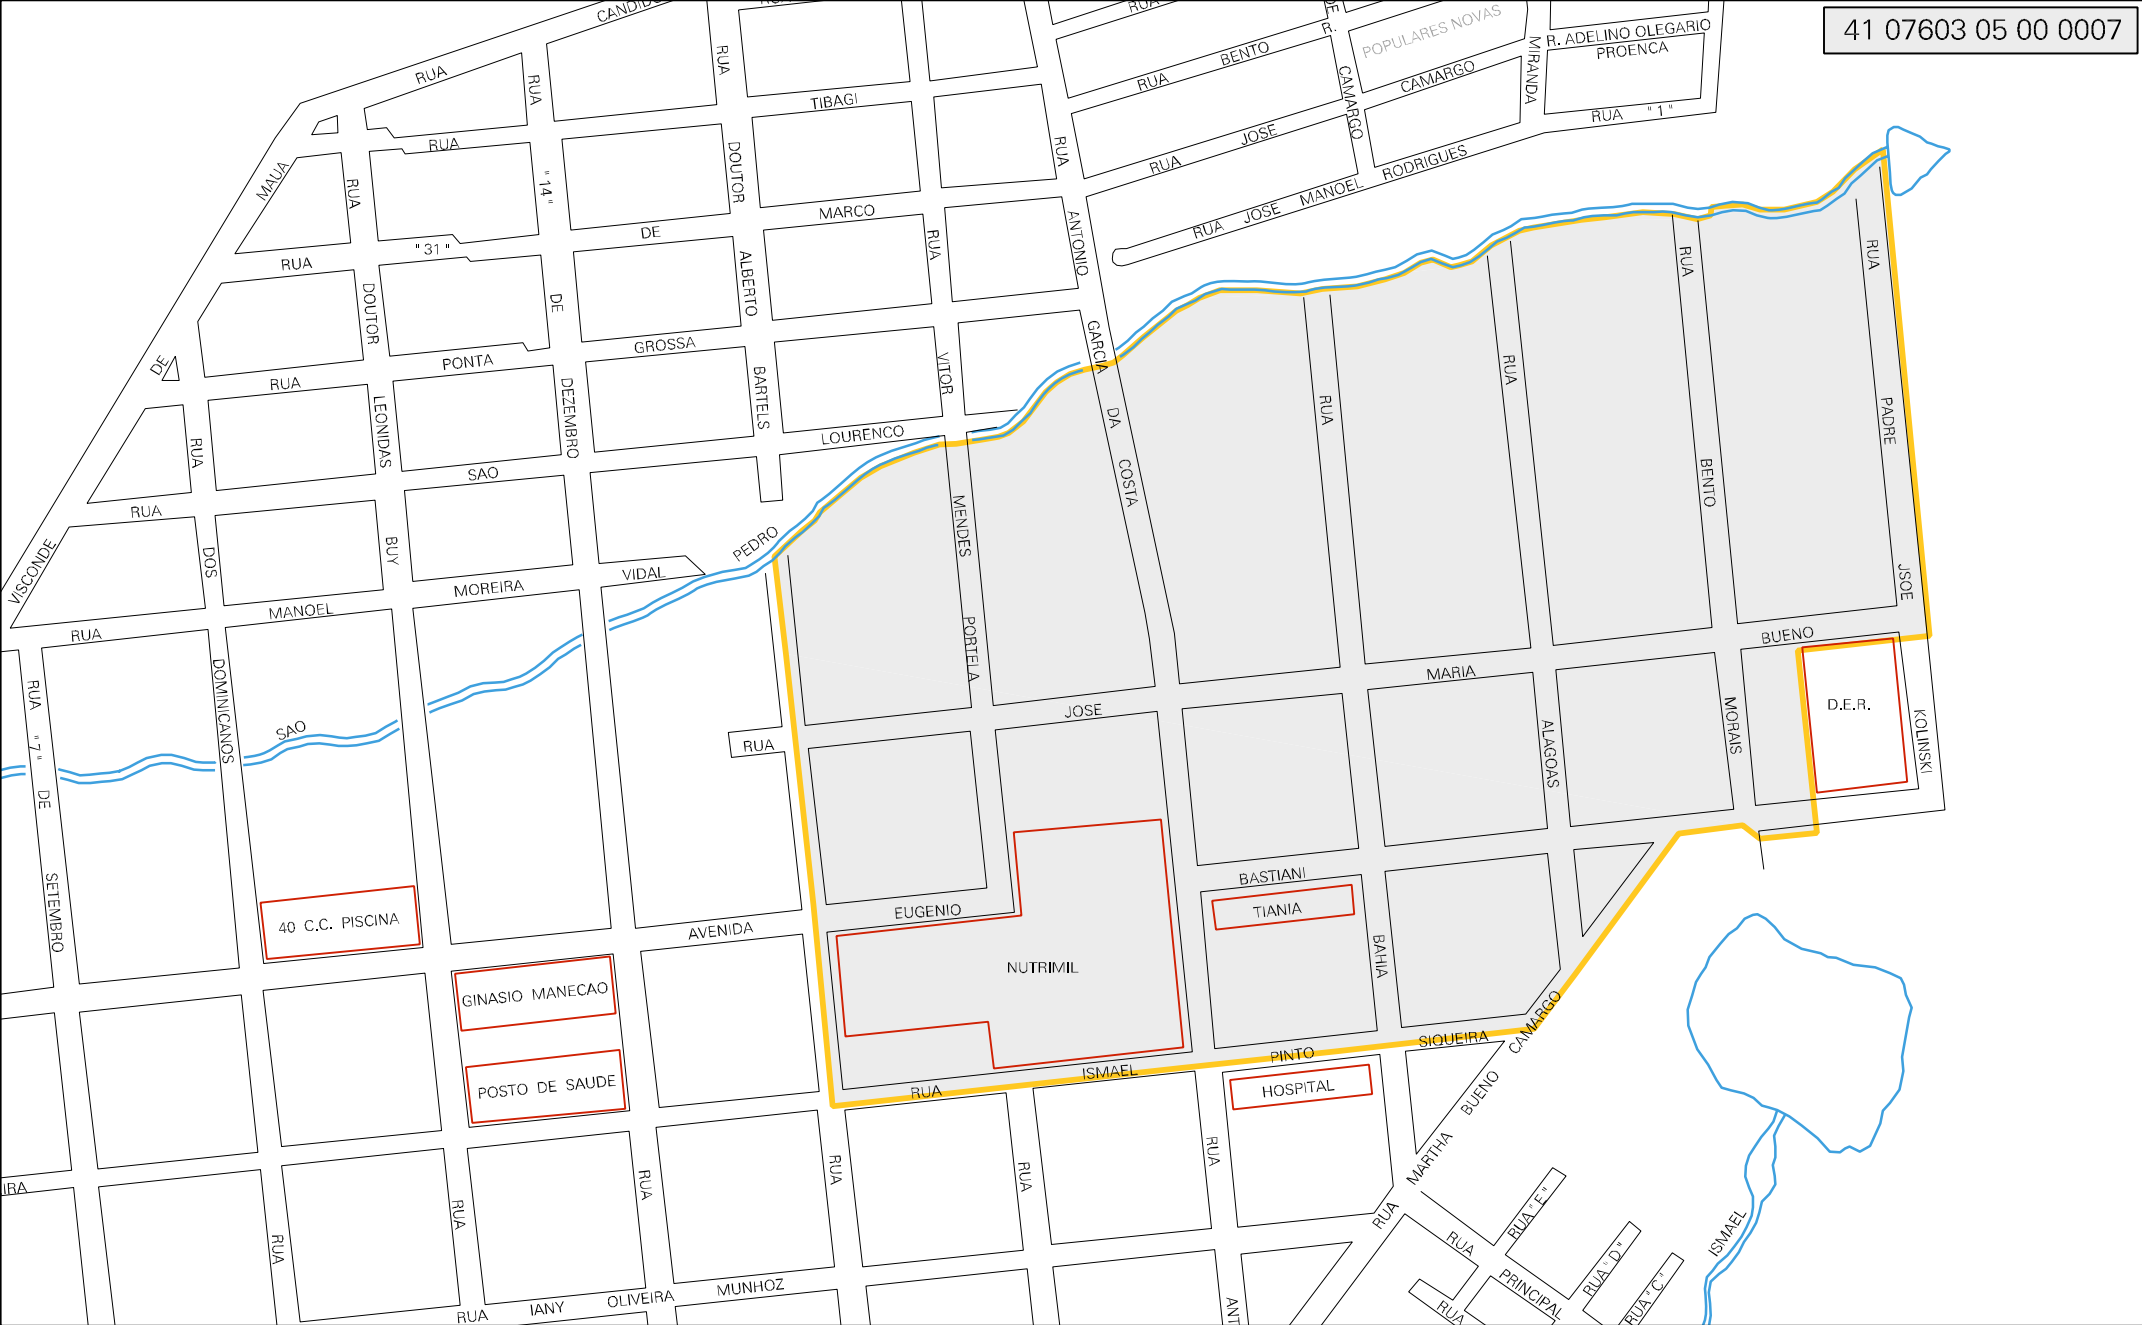 41 07603 05 00 0007
RUA
RUA
BENTO
RUA
JOSE
CAMARGO
RUA JOSE MANOEL RODRIGUES
RUA "1"
R. ADELINO OLEGARIO
PROENCA
MIRANDA
CAMARGO
POPULARES NOVAS
R.
RUA
TIBAGI
RUA "31" DE MARCO
RUA PONTA GROSSA
RUA SAO LOURENCO
RUA MANOEL MOREIRA VIDAL
VISCONDE DE MAUA
RUA DOUTOR LEONIDAS BUY
RUA "14" DE DEZEMBRO
RUA DOUTOR ALBERTO BARTELS
RUA VITOR MENDES PORTELA
RUA ANTONIO GARCIA DA COSTA
RUA DOS DOMINICANOS
RUA "7" DE SETEMBRO
SAO PEDRO
RUA
RUA
ALAGOAS
BAHIA
RUA BENTO MORAIS
RUA PADRE JSOE KOLINSKI
RUA JOSE MARIA BUENO
D.E.R.
AVENIDA EUGENIO BASTIANI
TIANIA
NUTRIMIL
40 C.C. PISCINA
GINASIO MANECAO
POSTO DE SAUDE
HOSPITAL
RUA ISMAEL PINTO SIQUEIRA
RUA MARTHA BUENO CAMARGO
IRA
RUA
RUA
RUA
RUA
RUA
RUA
RUA IANY OLIVEIRA MUNHOZ
ANT
RUA PRINCIPAL
RUA "E"
RUA "D"
RUA "C"
RUA
ISMAEL